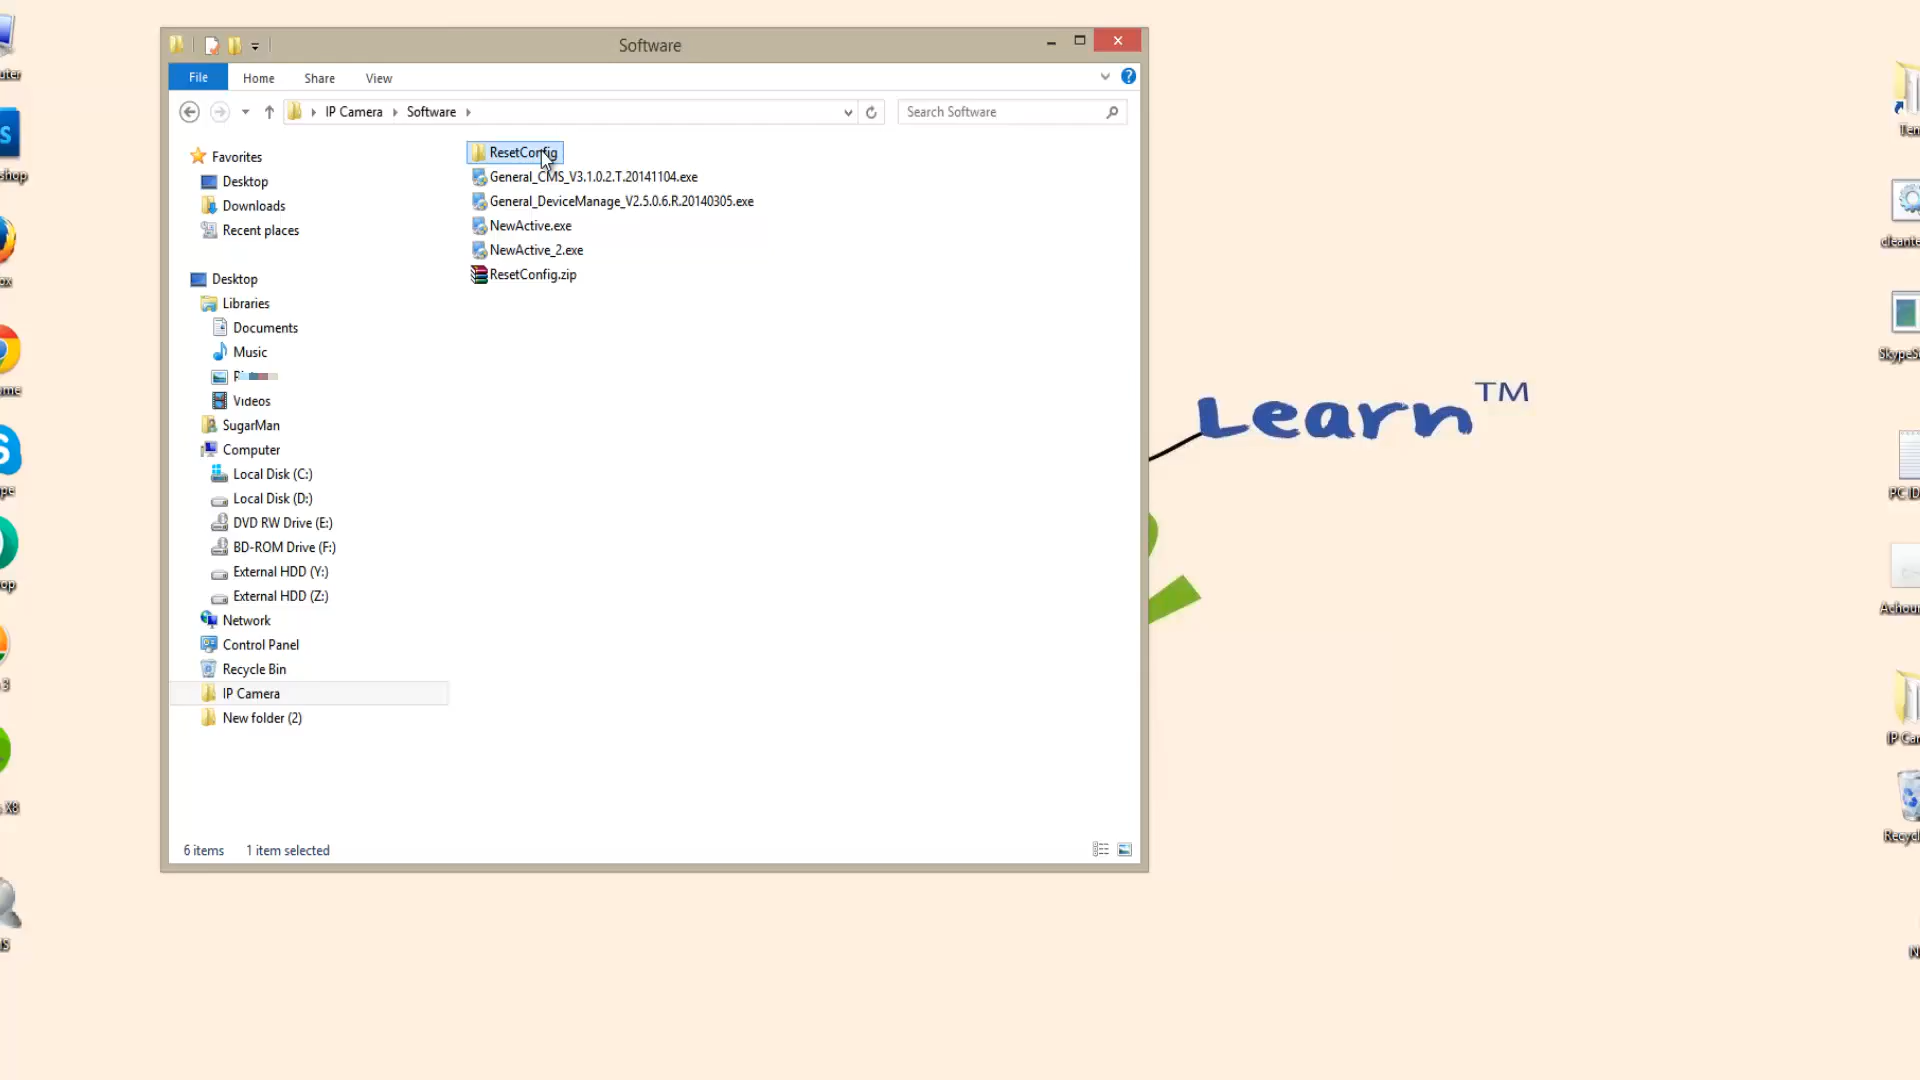 Software
File
Home
Share
View
IP Camera
Software
Search Software
Favorites
Desktop
Downloads
Recent places
Desktop
Libraries
Documents
Music
Videos
SugarMan
Computer
Local Disk (C:)
Local Disk (D:)
DVD RW Drive (E:)
BD-ROM Drive (F:)
External HDD (Y:)
External HDD (Z:)
Network
Control Panel
Recycle Bin
IP Camera
New folder (2)
ResetConfig
General_CMS_V3.1.0.2.T.20141104.exe
General_DeviceManage_V2.5.0.6.R.20140305.exe
NewActive.exe
NewActive_2.exe
ResetConfig.zip
6 items
1 item selected
Learn™
PC ID